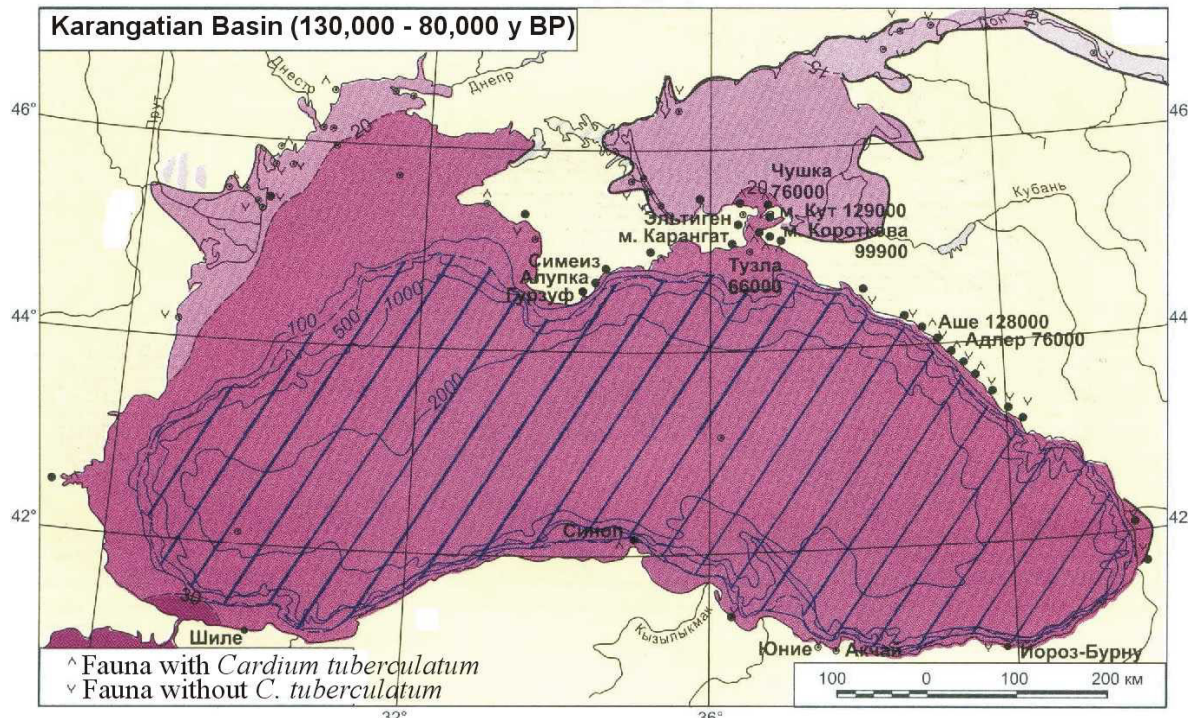 Karangatian Basin (130,000 - 80,000 y BP)
Дон
Днестр
Днепр
Прут
46°
46
15
20
20
Чушка
76000
Кубань
м. Кут 129000
Эльтиген
м. Карангат
м. Короткова
99900
Симеиз
Алупка
Гурзуф
Тузла
66000
44°
44
100
500
1000
2000
Аше 128000
Адлер 76000
42°
42
Синоп
30
Шиле
Кызылыкмак
Юние
Акчай
Йороз-Бурну
^ Fauna with Cardium tuberculatum
˅ Fauna without C. tuberculatum
100 0 100 200 км
32°
36°